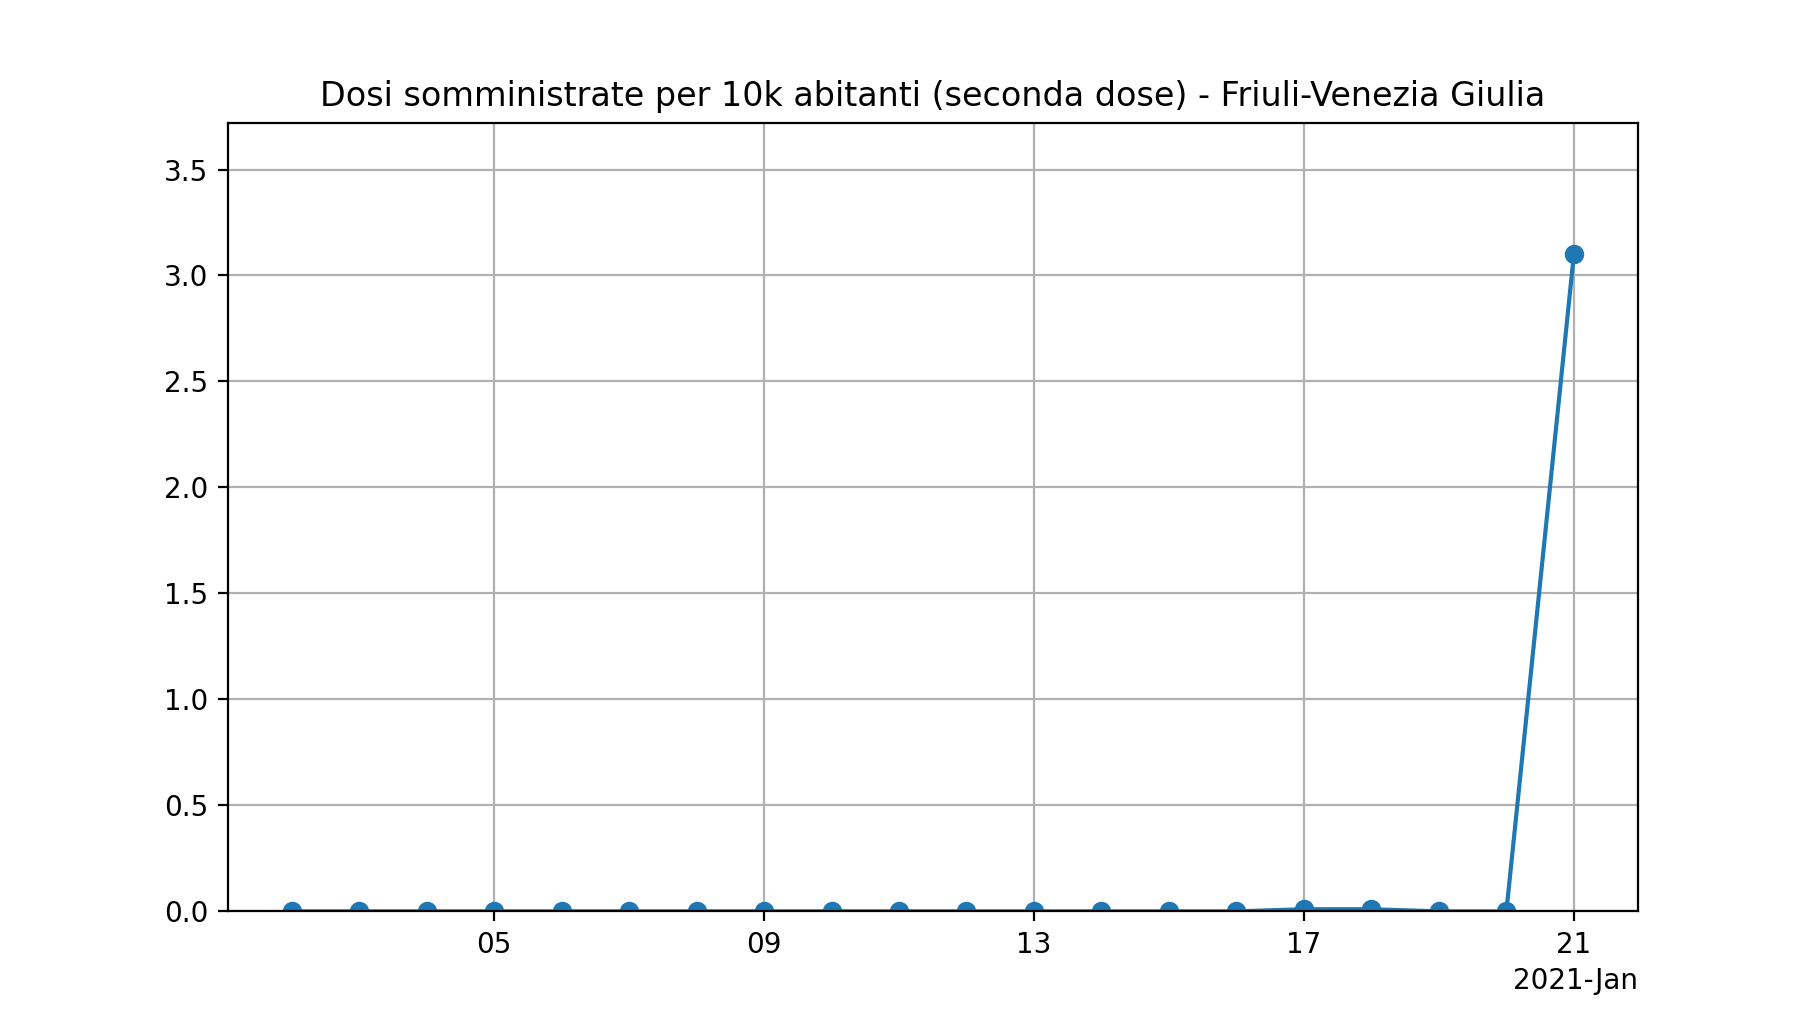 Dosi somministrate per 10k abitanti (seconda dose) - Friuli-Venezia Giulia
3.5
3.0
2.5
2.0
1.5
1.0
0.5
0.0
05 09 13 17 21
2021-Jan